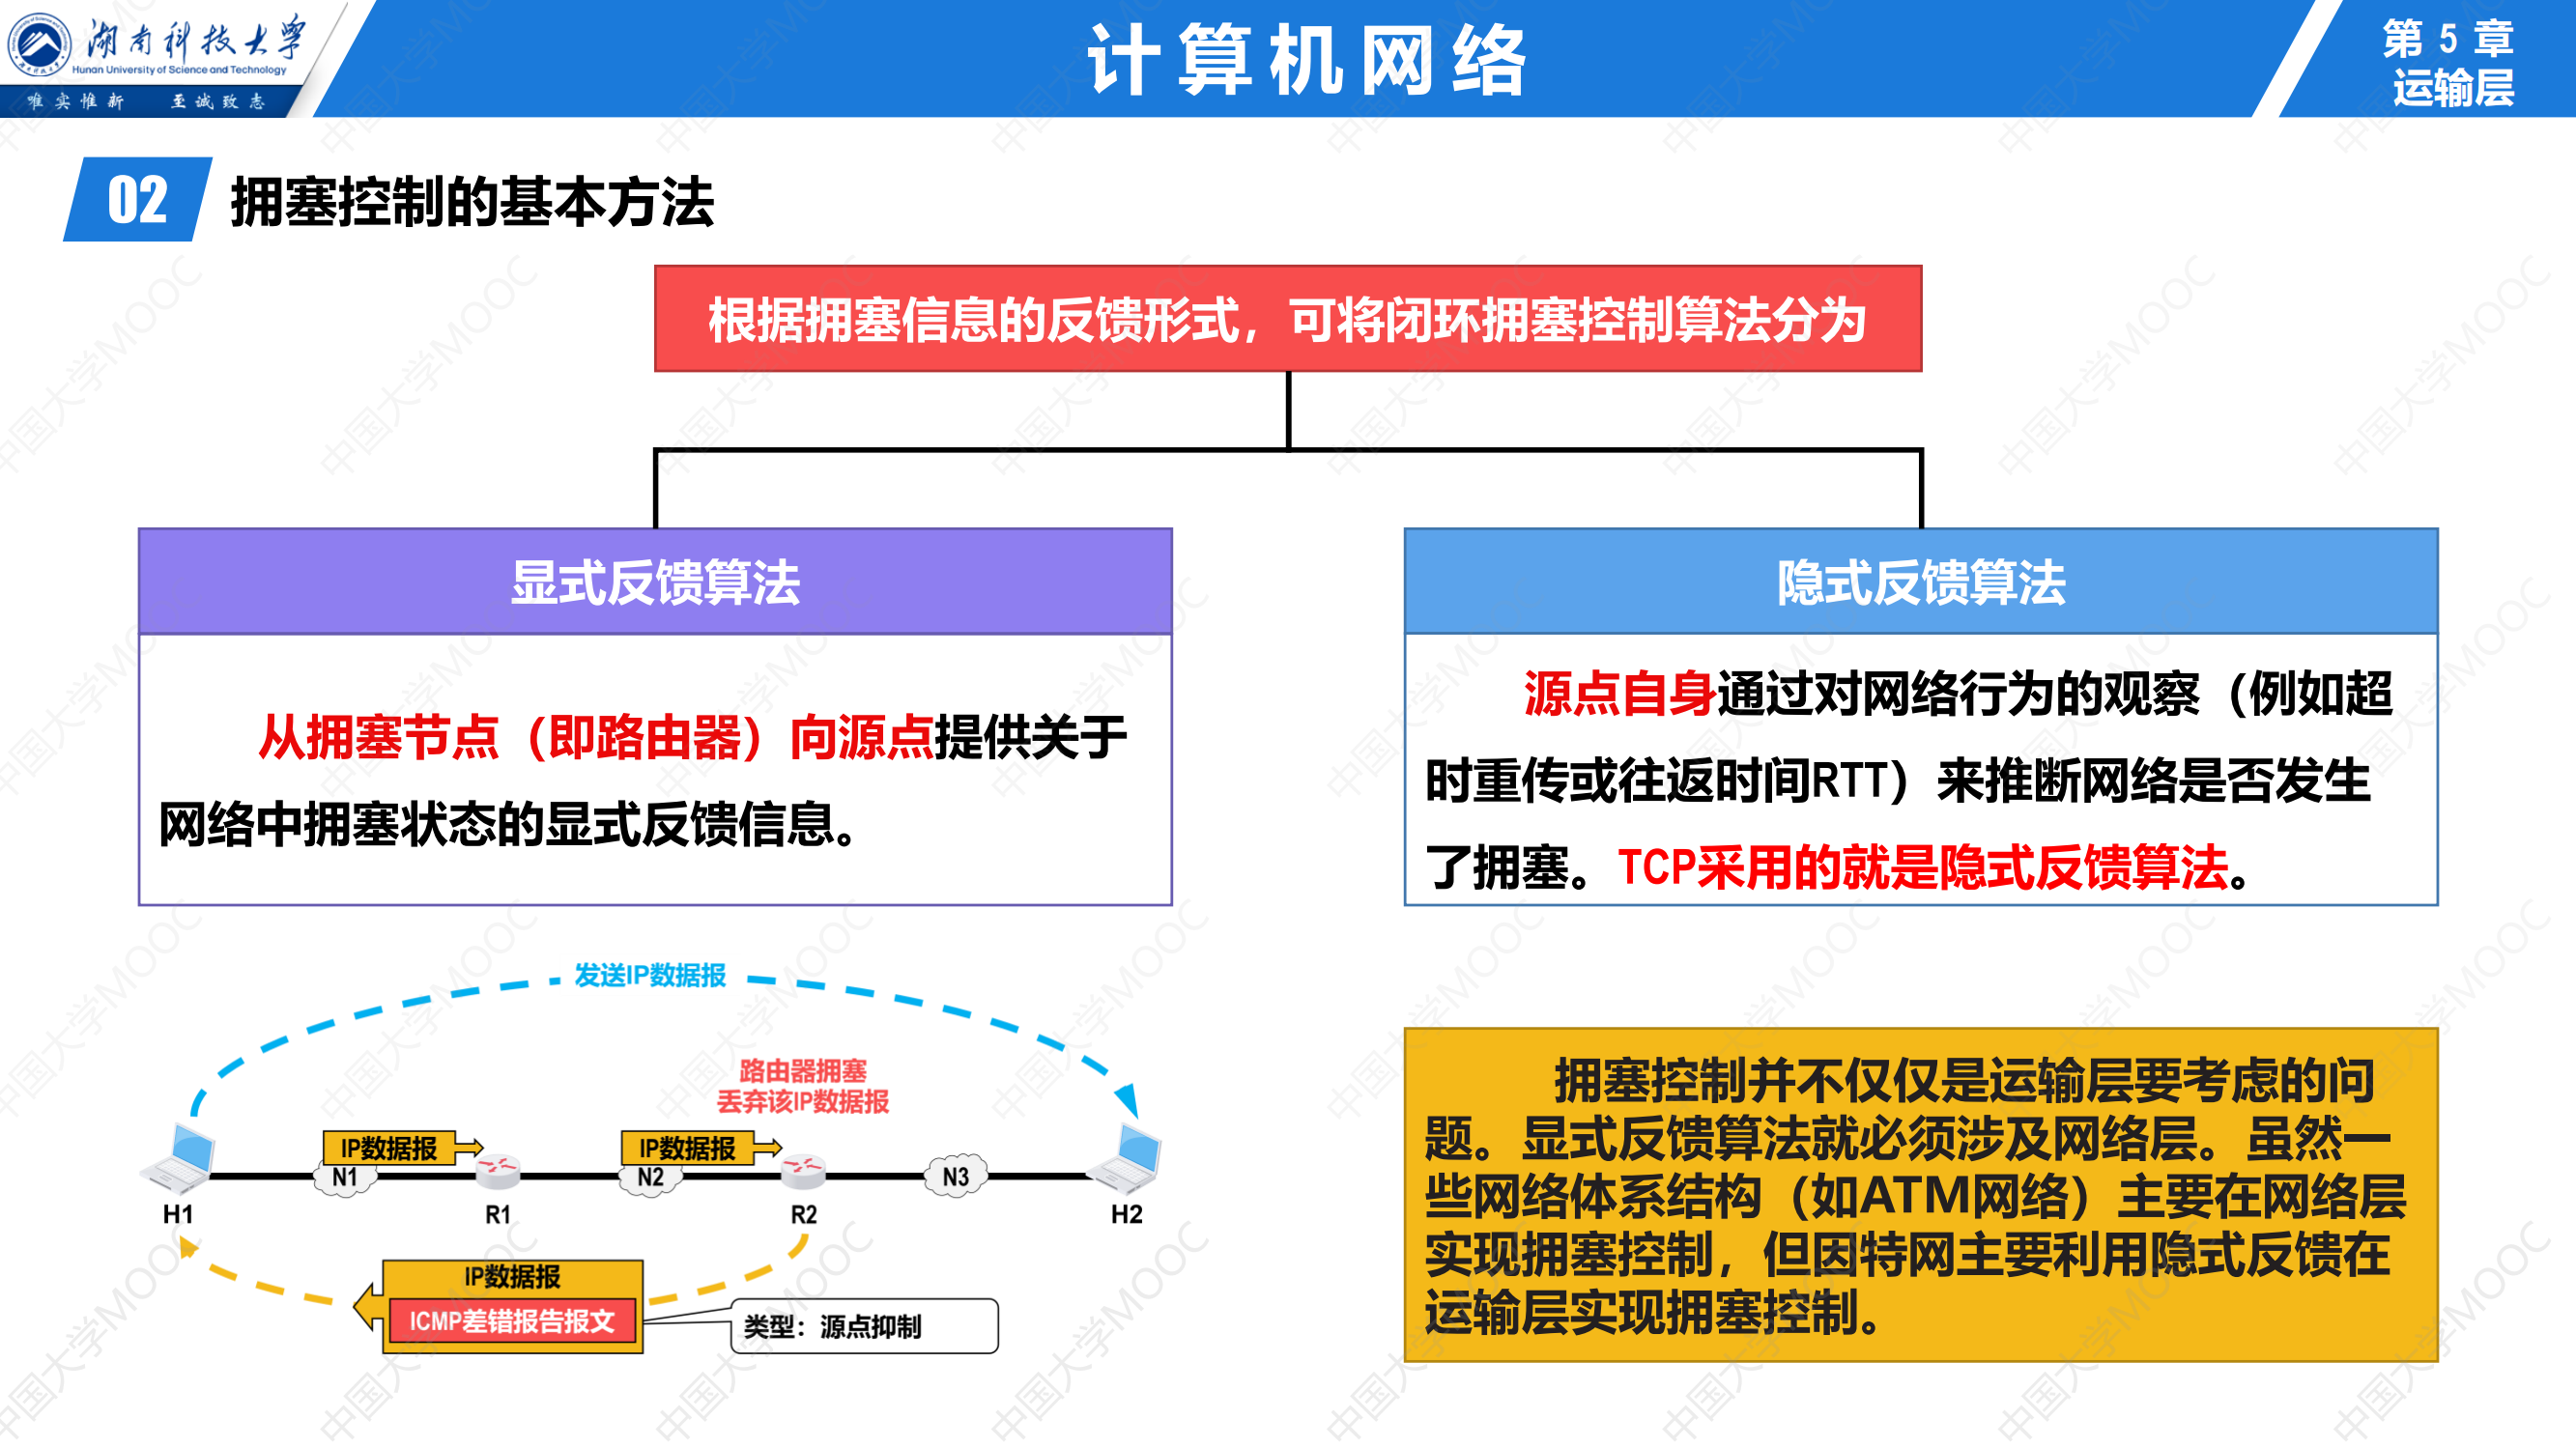 湖南科技大学
Hunan University of Science and Technology
唯实惟新 至诚致志
计算机网络
第 5 章
运输层
02
拥塞控制的基本方法
根据拥塞信息的反馈形式，可将闭环拥塞控制算法分为
显式反馈算法
从拥塞节点（即路由器）向源点提供关于
网络中拥塞状态的显式反馈信息。
隐式反馈算法
源点自身通过对网络行为的观察（例如超
时重传或往返时间RTT）来推断网络是否发生
了拥塞。TCP采用的就是隐式反馈算法。
发送IP数据报
路由器拥塞
丢弃该IP数据报
IP数据报
IP数据报
N1
N2
N3
H1
R1
R2
H2
IP数据报
ICMP差错报告报文
类型：源点抑制
拥塞控制并不仅仅是运输层要考虑的问
题。显式反馈算法就必须涉及网络层。虽然一
些网络体系结构（如ATM网络）主要在网络层
实现拥塞控制，但因特网主要利用隐式反馈在
运输层实现拥塞控制。
中国大学MOOC